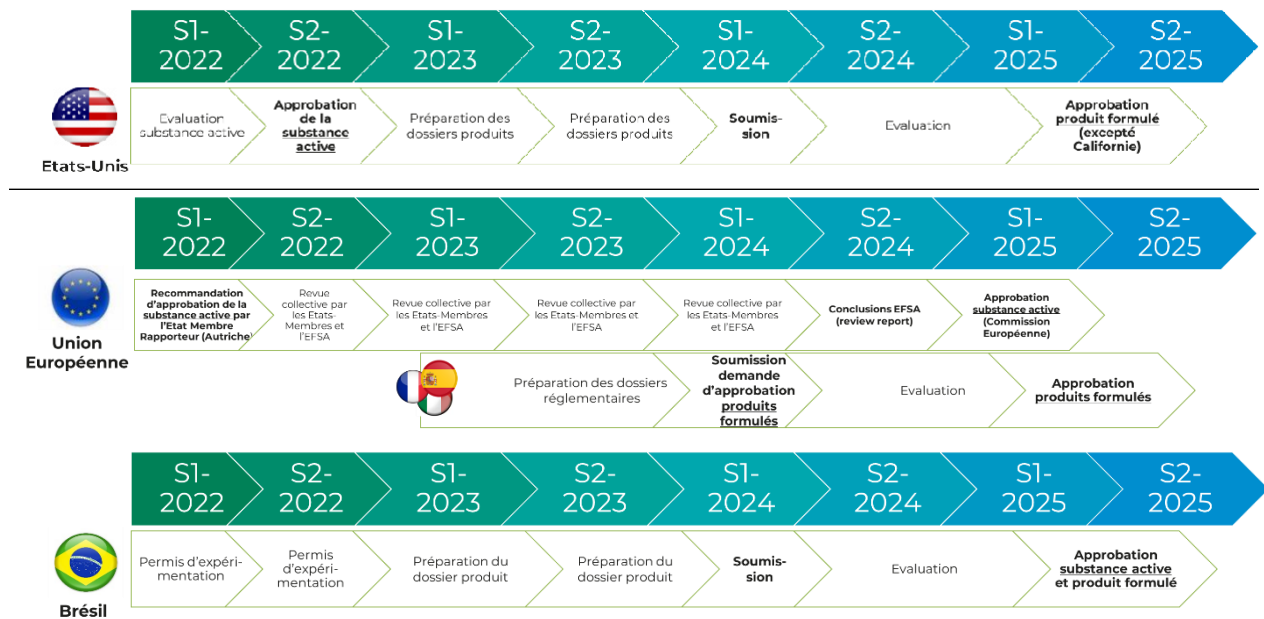 S1-
2022
S2-
2022
S1-
2023
S2-
2023
S1-
2024
S2-
2024
S1-
2025
S2-
2025
Etats-Unis
Evaluation
substance active
Approbation
de la
substance
active
Préparation des
dossiers produits
Préparation des
dossiers produits
Soumis-
sion
Evaluation
Approbation
produit formulé
(excepté
Californie)
S1-
2022
S2-
2022
S1-
2023
S2-
2023
S1-
2024
S2-
2024
S1-
2025
S2-
2025
Union
Européenne
Recommandation
d'approbation de la
substance active par
l'Etat Membre
Rapporteur (Autriche)
Revue
collective par
les Etats-
Membres et
l'EFSA
Revue collective par
les Etats-Membres
et l'EFSA
Revue collective par
les Etats-Membres
et l'EFSA
Revue collective par
les Etats-Membres
et l'EFSA
Conclusions EFSA
(review report)
Approbation
substance active
(Commission
Européenne)
Préparation des dossiers
réglementaires
Soumission
demande
d'approbation
produits
formulés
Evaluation
Approbation
produits formulés
S1-
2022
S2-
2022
S1-
2023
S2-
2023
S1-
2024
S2-
2024
S1-
2025
S2-
2025
Brésil
Permis d'expéri-
mentation
Permis
d'expéri-
mentation
Préparation du
dossier produit
Préparation du
dossier produit
Soumis-
sion
Evaluation
Approbation
substance active
et produit formulé